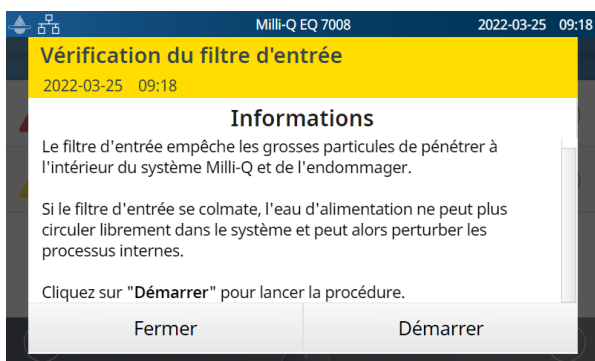 Milli-Q EQ 7008 2022-03-25 09:18
Vérification du filtre d'entrée
2022-03-25 09:18
Informations
Le filtre d'entrée empêche les grosses particules de pénétrer à
l'intérieur du système Milli-Q et de l'endommager.
Si le filtre d'entrée se colmate, l'eau d'alimentation ne peut plus
circuler librement dans le système et peut alors perturber les
processus internes.
Cliquez sur "Démarrer" pour lancer la procédure.
Fermer Démarrer